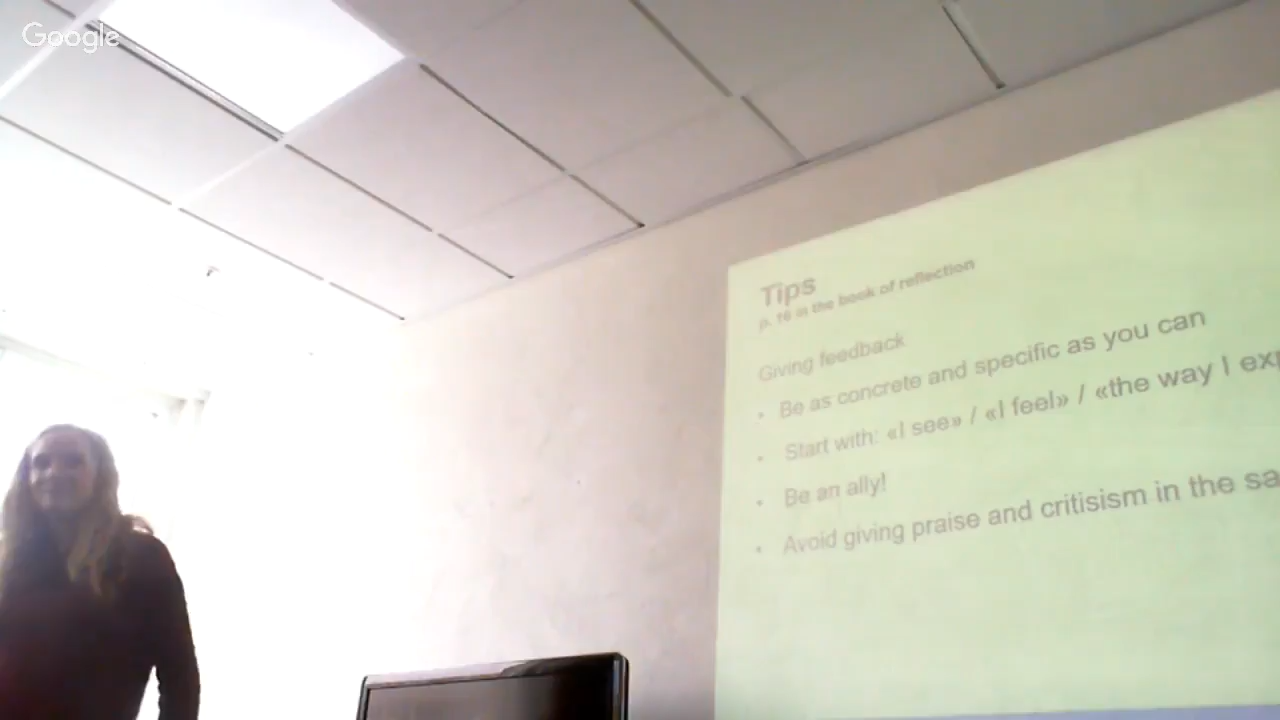 Google
Tips
p. 16 in the book of reflection
Giving feedback
• Be as concrete and specific as you can
• Start with: «I see» / «I feel» / «the way I exp
• Be an ally!
• Avoid giving praise and critisism in the sa